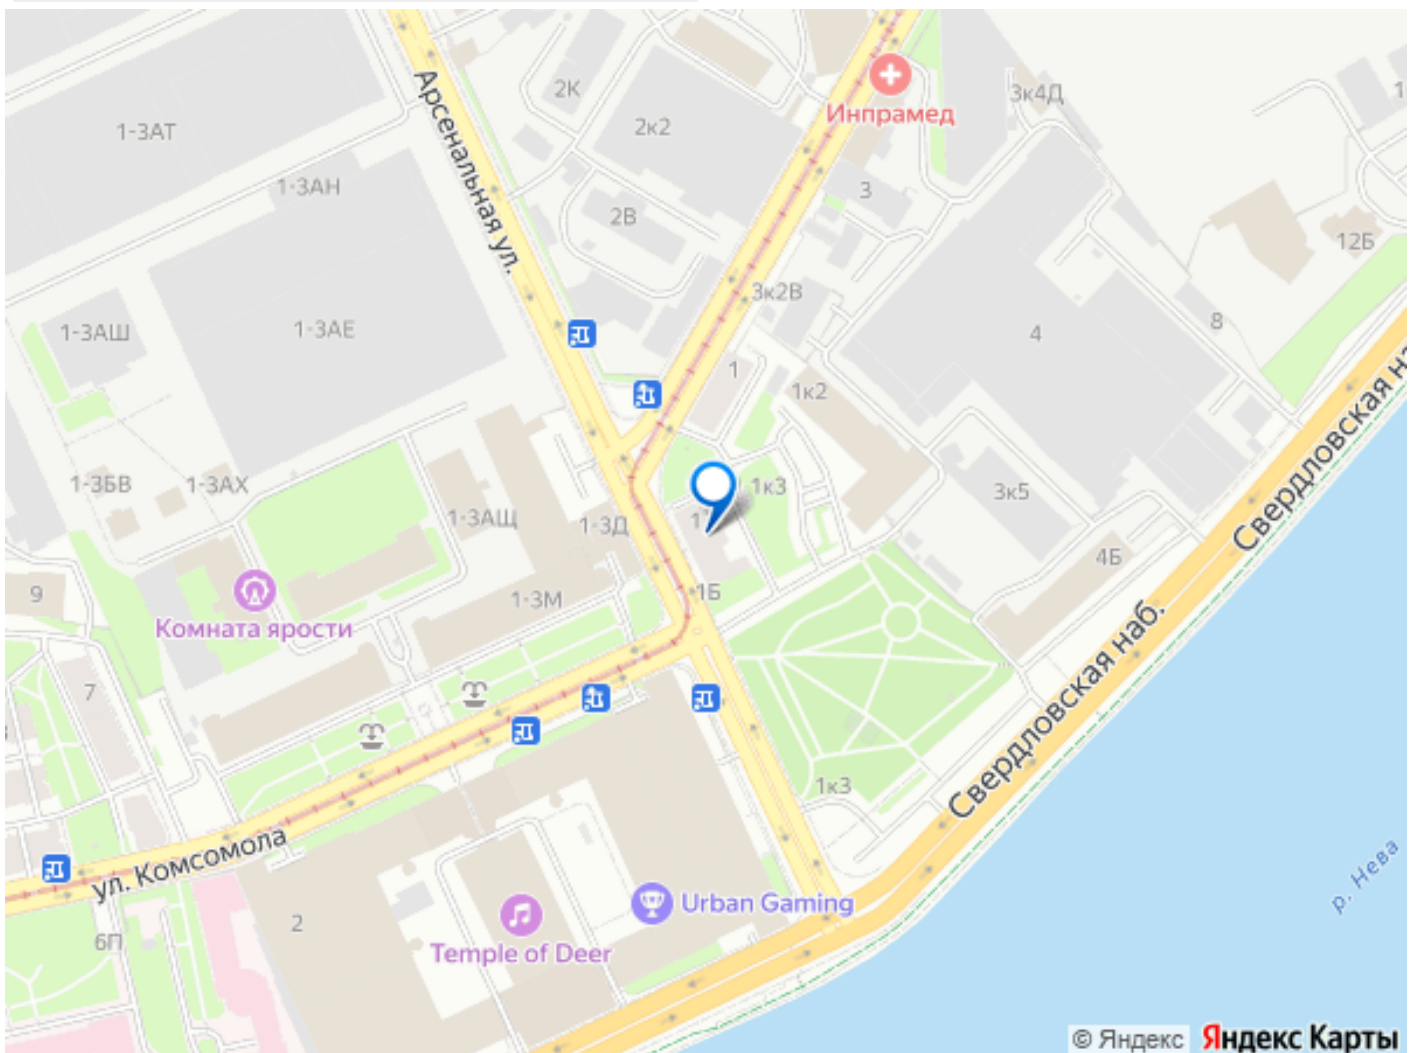 2К
3к4Д
1-3АТ
2к2
Инпрамед
Арсенальная ул.
1-3АН
3
2В
12Б
3к2В
8
1-3АШ
1-3АЕ
4
1
1к2
Свердловская на
1-3БВ
1-3АХ
1к3
3к5
1-3АЩ
1-3Д
4Б
9
1Б
1-3М
Комната ярости
Свердловская наб.
7
1к3
ул. Комсомола
р. Нева
2
Urban Gaming
6П
Temple of Deer
© Яндекс Яндекс Карты